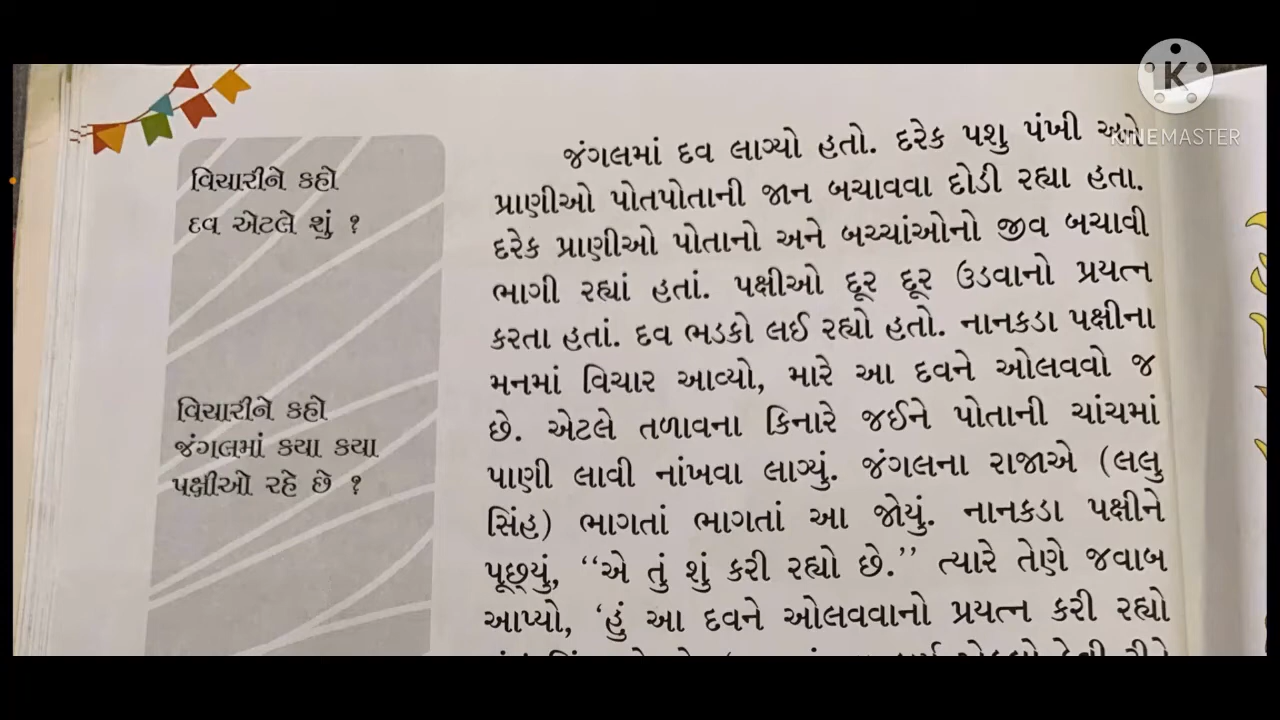 વિચારીને કહો
દવ એટલે શું ?
વિચારીને કહો
જંગલમાં કયા કયા
પક્ષીઓ રહે છે ?
જંગલમાં દવ લાગ્યો હતો. દરેક પશુ પંખી અને
પ્રાણીઓ પોતપોતાની જાન બચાવવા દોડી રહ્યા હતા.
દરેક પ્રાણીઓ પોતાનો અને બચ્ચાંઓનો જીવ બચાવી
ભાગી રહ્યાં હતાં. પક્ષીઓ દૂર દૂર ઉડવાનો પ્રયત્ન
કરતા હતાં. દવ ભડકો લઈ રહ્યો હતો. નાનકડા પક્ષીના
મનમાં વિચાર આવ્યો, મારે આ દવને ઓલવવો જ
છે. એટલે તળાવના કિનારે જઈને પોતાની ચાંચમાં
પાણી લાવી નાંખવા લાગ્યું. જંગલના રાજાએ (લલુ
સિંહ) ભાગતાં ભાગતાં આ જોયું. નાનકડા પક્ષીને
પૂછ્યું, ‘‘એ તું શું કરી રહ્યો છે.’’ ત્યારે તેણે જવાબ
આપ્યો, ‘હું આ દવને ઓલવવાનો પ્રયત્ન કરી રહ્યો
K
KINEMASTER